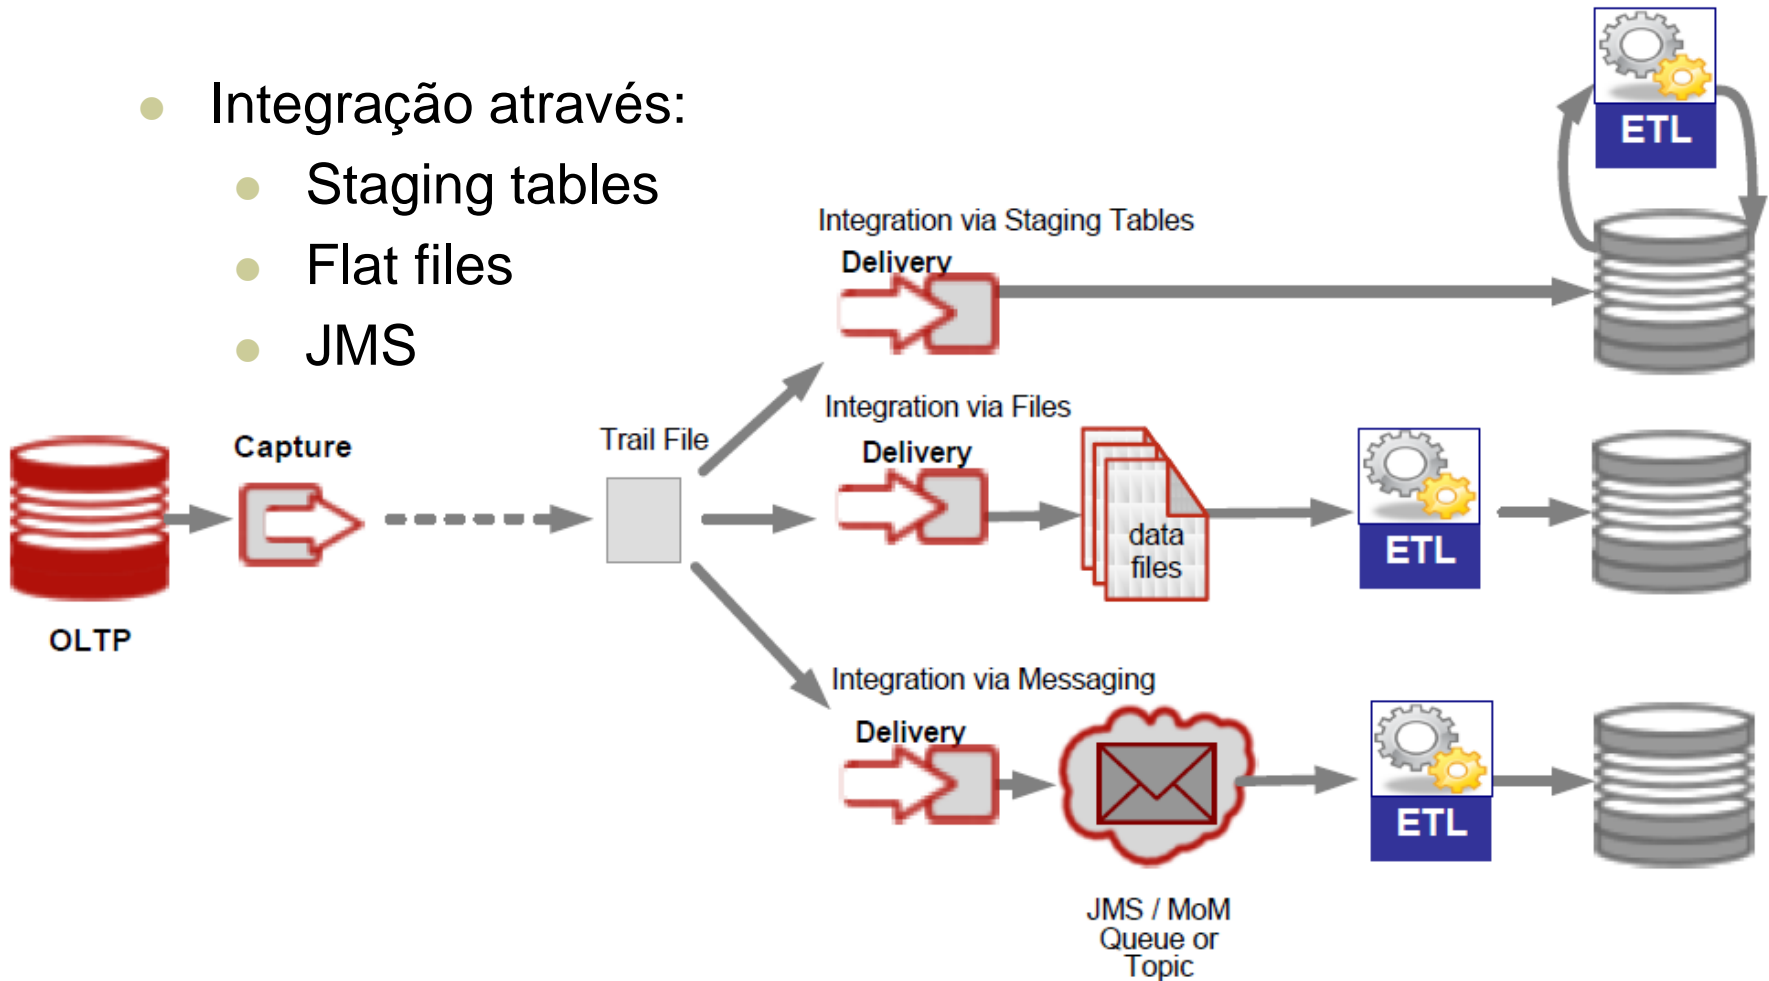 Integração através:
Staging tables
Flat files
JMS
ETL
Integration via Staging Tables
Delivery
Integration via Files
Delivery
Capture
Trail File
data
files
ETL
OLTP
Integration via Messaging
Delivery
ETL
JMS / MoM
Queue or
Topic